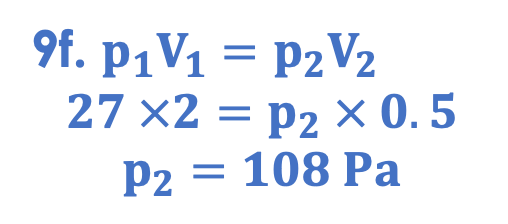 9f. p₁V₁ = p₂V₂
27 ×2 = p₂ × 0.5
p₂ = 108 Pa